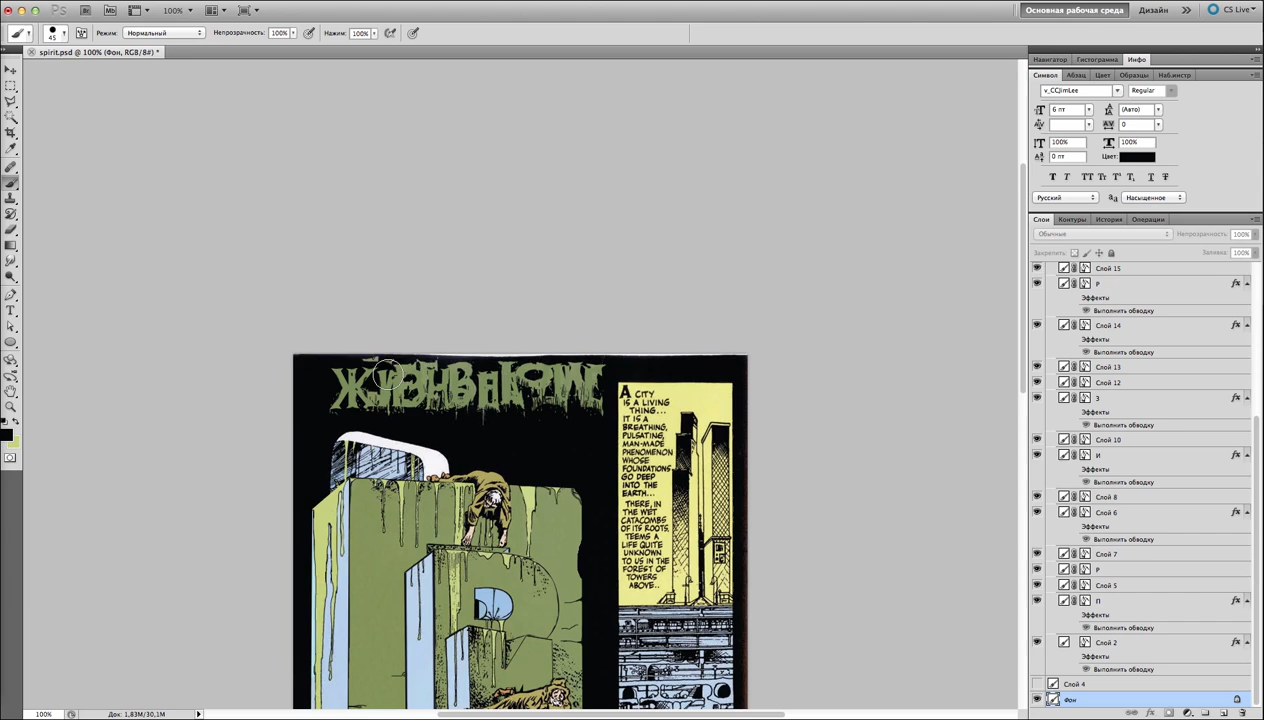 Ps
Br
Mb
100%
Основная рабочая среда
Дизайн
CS Live
45
Режим:
Нормальный
Непрозрачность:
100%
Нажим:
100%
spirit.psd @ 100% (Фон, RGB/8#) *
Навигатор
Гистограмма
Инфо
Символ
Абзац
Цвет
Образцы
Наб.инстр
v_CCJimLee
Regular
6 пт
(Авто)
0
100%
100%
0 пт
Цвет:
Русский
Насыщенное
Слои
Контуры
История
Операции
Обычные
Непрозрачность:
100%
Закрепить:
Заливка:
100%
Слой 15
Р
Эффекты
Выполнить обводку
Слой 14
Эффекты
Выполнить обводку
Слой 13
Слой 12
З
Эффекты
Выполнить обводку
Слой 10
И
Эффекты
Выполнить обводку
Слой 8
Слой 6
Эффекты
Выполнить обводку
Слой 7
Р
Слой 5
П
Эффекты
Выполнить обводку
Слой 2
Эффекты
Выполнить обводку
Слой 4
Фон
A CITY
IS A LIVING
THING...
IT IS A
BREATHING,
PULSATING,
MAN-MADE
PHENOMENON
WHOSE
FOUNDATIONS
GO DEEP
INTO THE
EARTH...
THERE, IN
THE WET
CATACOMBS
OF ITS ROOTS,
TEEMS A
LIFE QUITE
UNKNOWN
TO US IN THE
FOREST OF
TOWERS
ABOVE..
100%
Док: 1,83M/30,1M